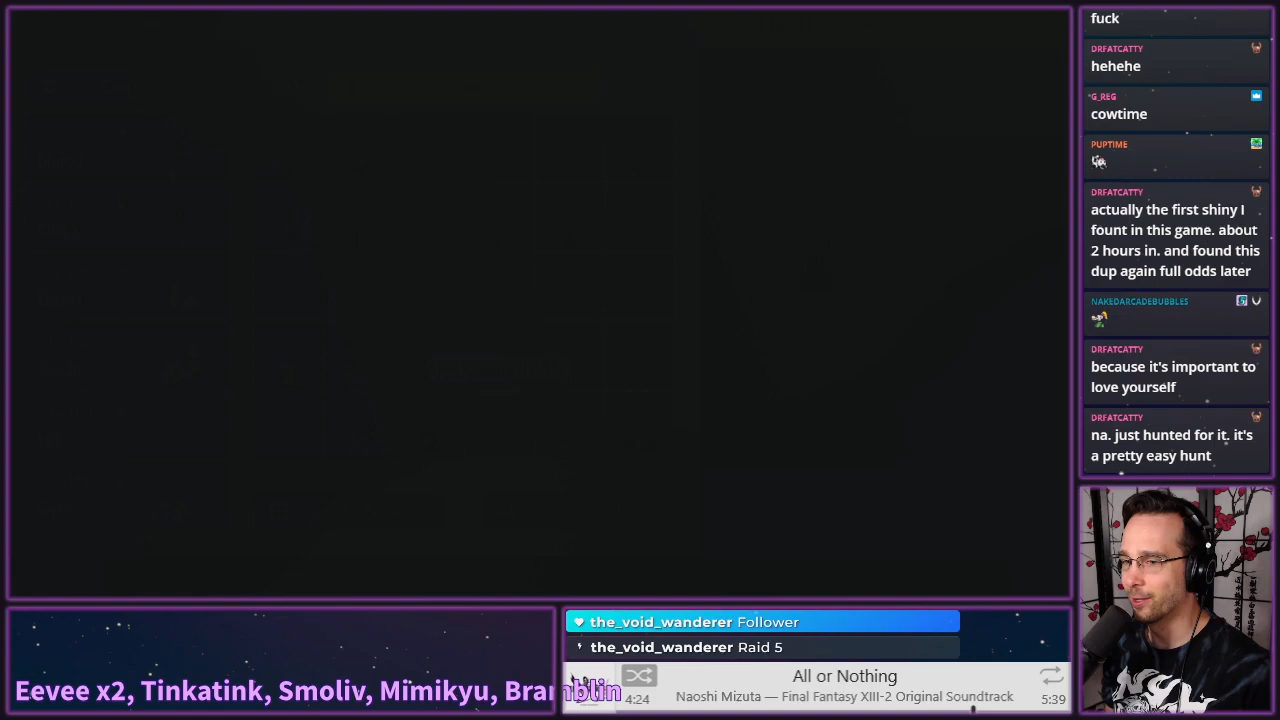 fuck
DRFATCATTY
hehehe
G_REG
cowtime
PUPTIME
DRFATCATTY
actually the first shiny I
fount in this game. about
2 hours in. and found this
dup again full odds later
NAKEDARCADEBUBBLES
DRFATCATTY
because it's important to
love yourself
DRFATCATTY
na. just hunted for it. it's
a pretty easy hunt
the_void_wanderer Follower
the_void_wanderer Raid 5
All or Nothing
Naoshi Mizuta — Final Fantasy XIII-2 Original Soundtrack
4:24
5:39
Eevee x2, Tinkatink, Smoliv, Mimikyu, Bramblin